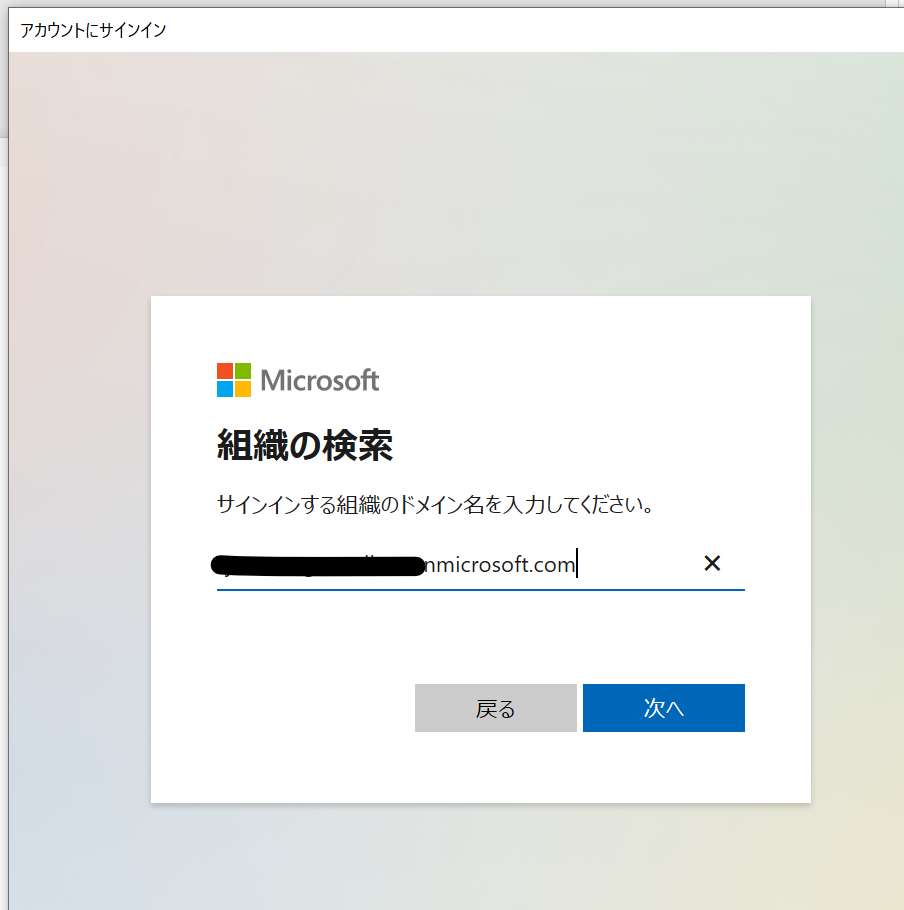 アカウントにサインイン
Microsoft
組織の検索
サインインする組織のドメイン名を入力してください。
nmicrosoft.com
戻る
次へ